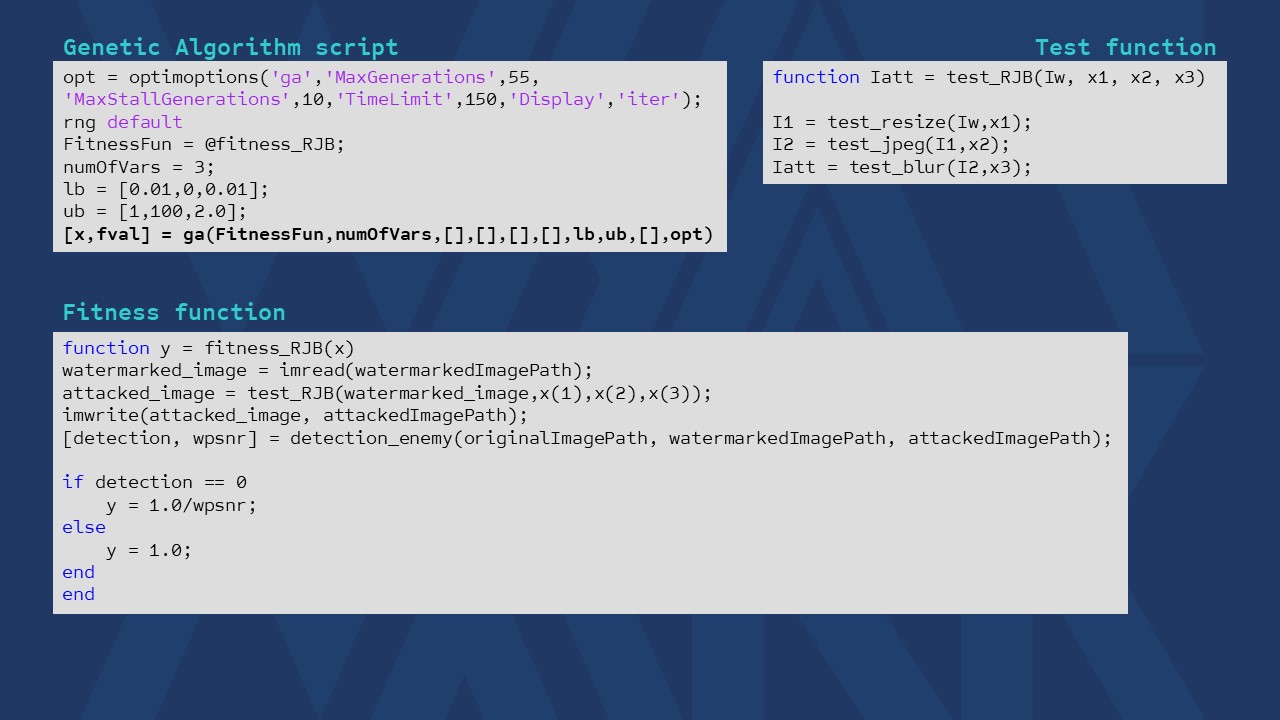 Genetic Algorithm script
opt = optimoptions('ga','MaxGenerations',55,
'MaxStallGenerations',10,'TimeLimit',150,'Display','iter');
rng default
FitnessFun = @fitness_RJB;
numOfVars = 3;
lb = [0.01,0,0.01];
ub = [1,100,2.0];
[x,fval] = ga(FitnessFun,numOfVars,[],[],[],[],lb,ub,[],opt)
Test function
function Iatt = test_RJB(Iw, x1, x2, x3)
I1 = test_resize(Iw,x1);
I2 = test_jpeg(I1,x2);
Iatt = test_blur(I2,x3);
Fitness function
function y = fitness_RJB(x)
watermarked_image = imread(watermarkedImagePath);
attacked_image = test_RJB(watermarked_image,x(1),x(2),x(3));
imwrite(attacked_image, attackedImagePath);
[detection, wpsnr] = detection_enemy(originalImagePath, watermarkedImagePath, attackedImagePath);
if detection == 0
    y = 1.0/wpsnr;
else
    y = 1.0;
end
end